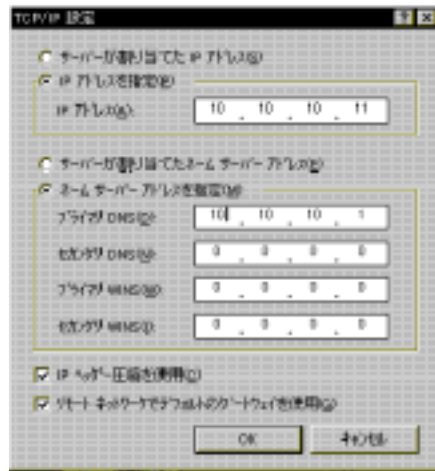 TCP/IP 設定
サーバーが割り当てた IP アドレス(S)
IP アドレスを指定(P)
IP アドレス(A): 10 . 10 . 10 . 11
サーバーが割り当てたネーム サーバー アドレス(E)
ネーム サーバー アドレスを指定(M)
プライマリ DNS(D): 10 . 10 . 10 . 1
セカンダリ DNS(N): 0 . 0 . 0 . 0
プライマリ WINS(W): 0 . 0 . 0 . 0
セカンダリ WINS(I): 0 . 0 . 0 . 0
IP ヘッダー圧縮を使用(C)
リモート ネットワークでデフォルトのゲートウェイを使用(G)
OK キャンセル